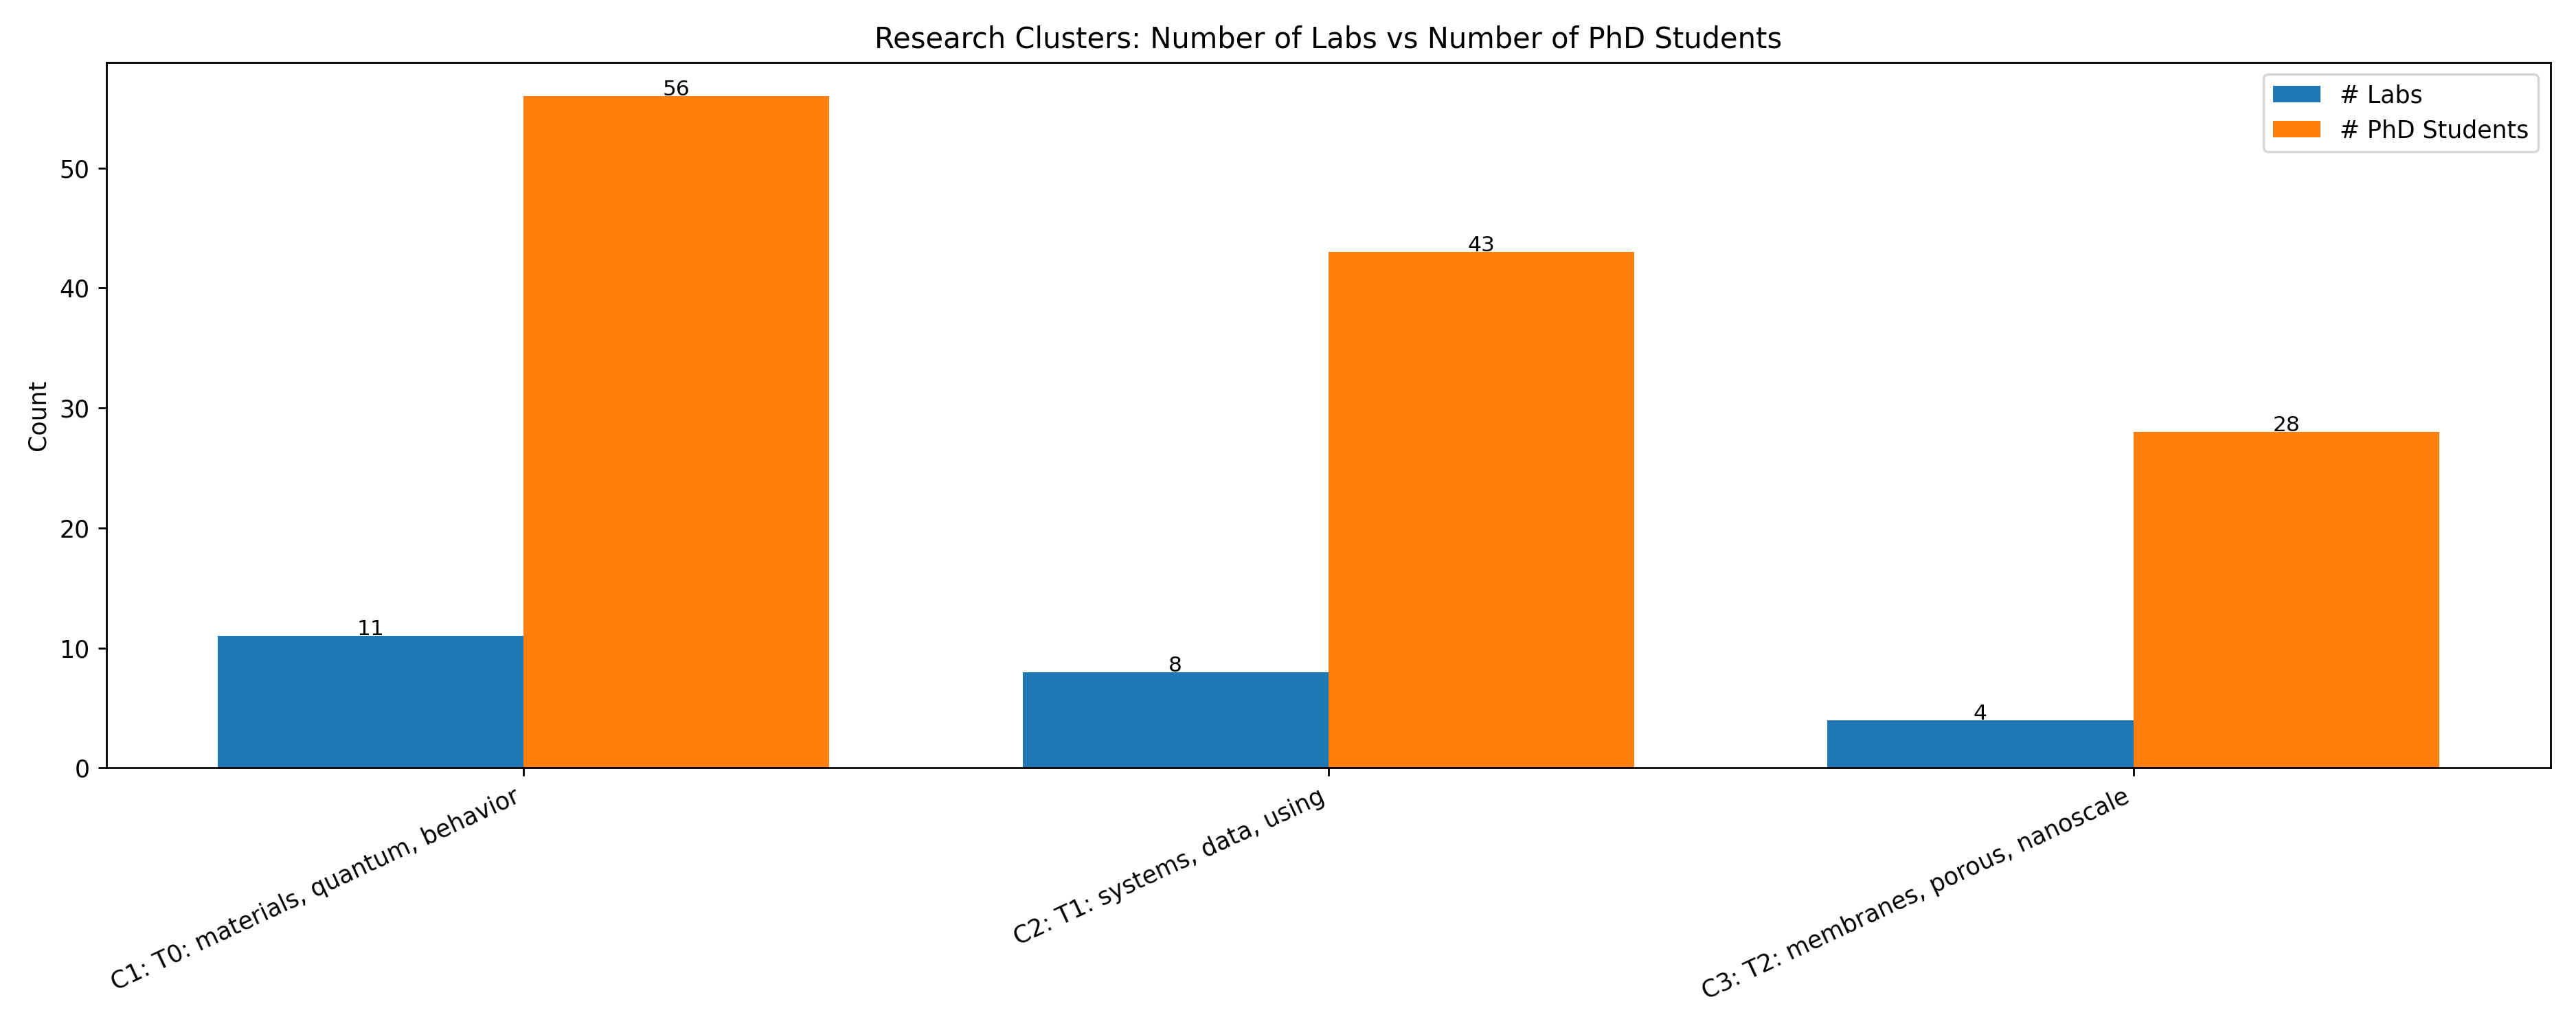 Research Clusters: Number of Labs vs Number of PhD Students
# Labs
# PhD Students
Count
50
40
30
20
10
0
56
11
43
8
28
4
C1: T0: materials, quantum, behavior
C2: T1: systems, data, using
C3: T2: membranes, porous, nanoscale